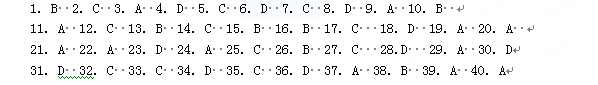 1. B 2. C 3. A 4. D 5. C 6. D 7. C 8. D 9. A 10. B
11. A 12. C 13. B 14. C 15. B 16. B 17. C 18. D 19. A 20. A
21. A 22. A 23. D 24. A 25. C 26. B 27. C 28.D 29. A 30. D
31. D 32. C 33. C 34. D 35. C 36. D 37. A 38. B 39. A 40. A